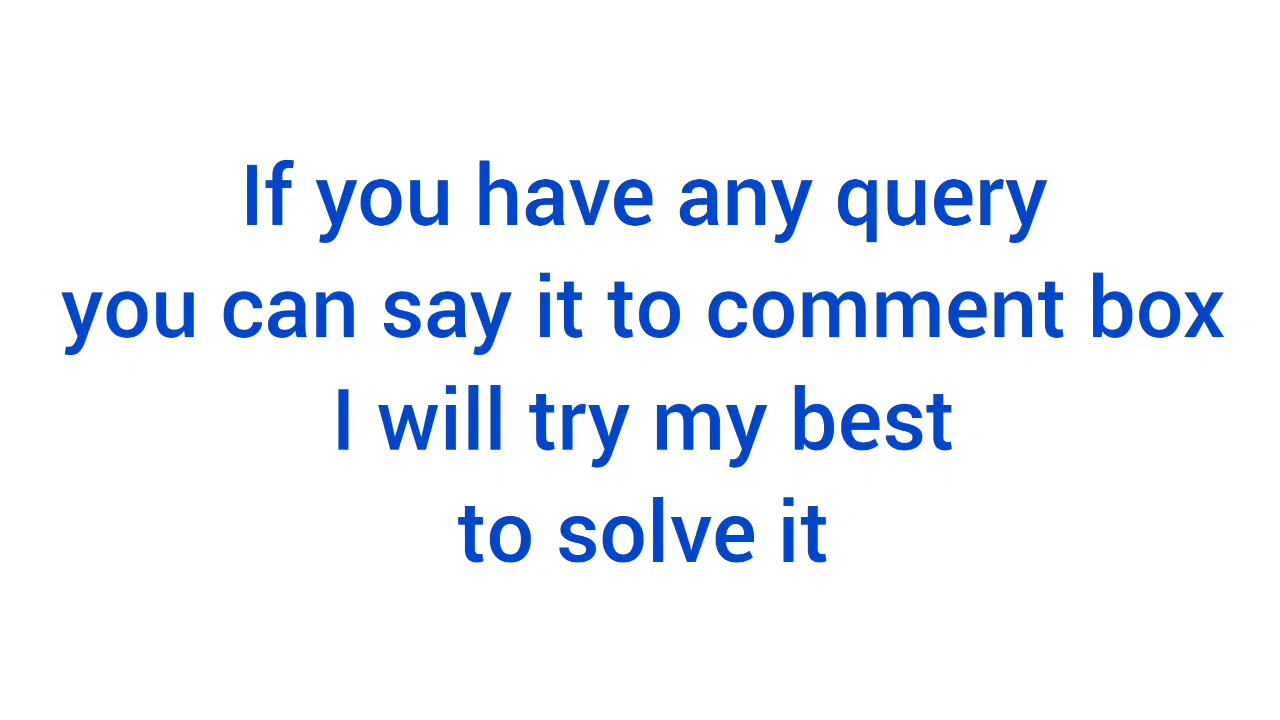 If you have any query
you can say it to comment box
I will try my best
to solve it